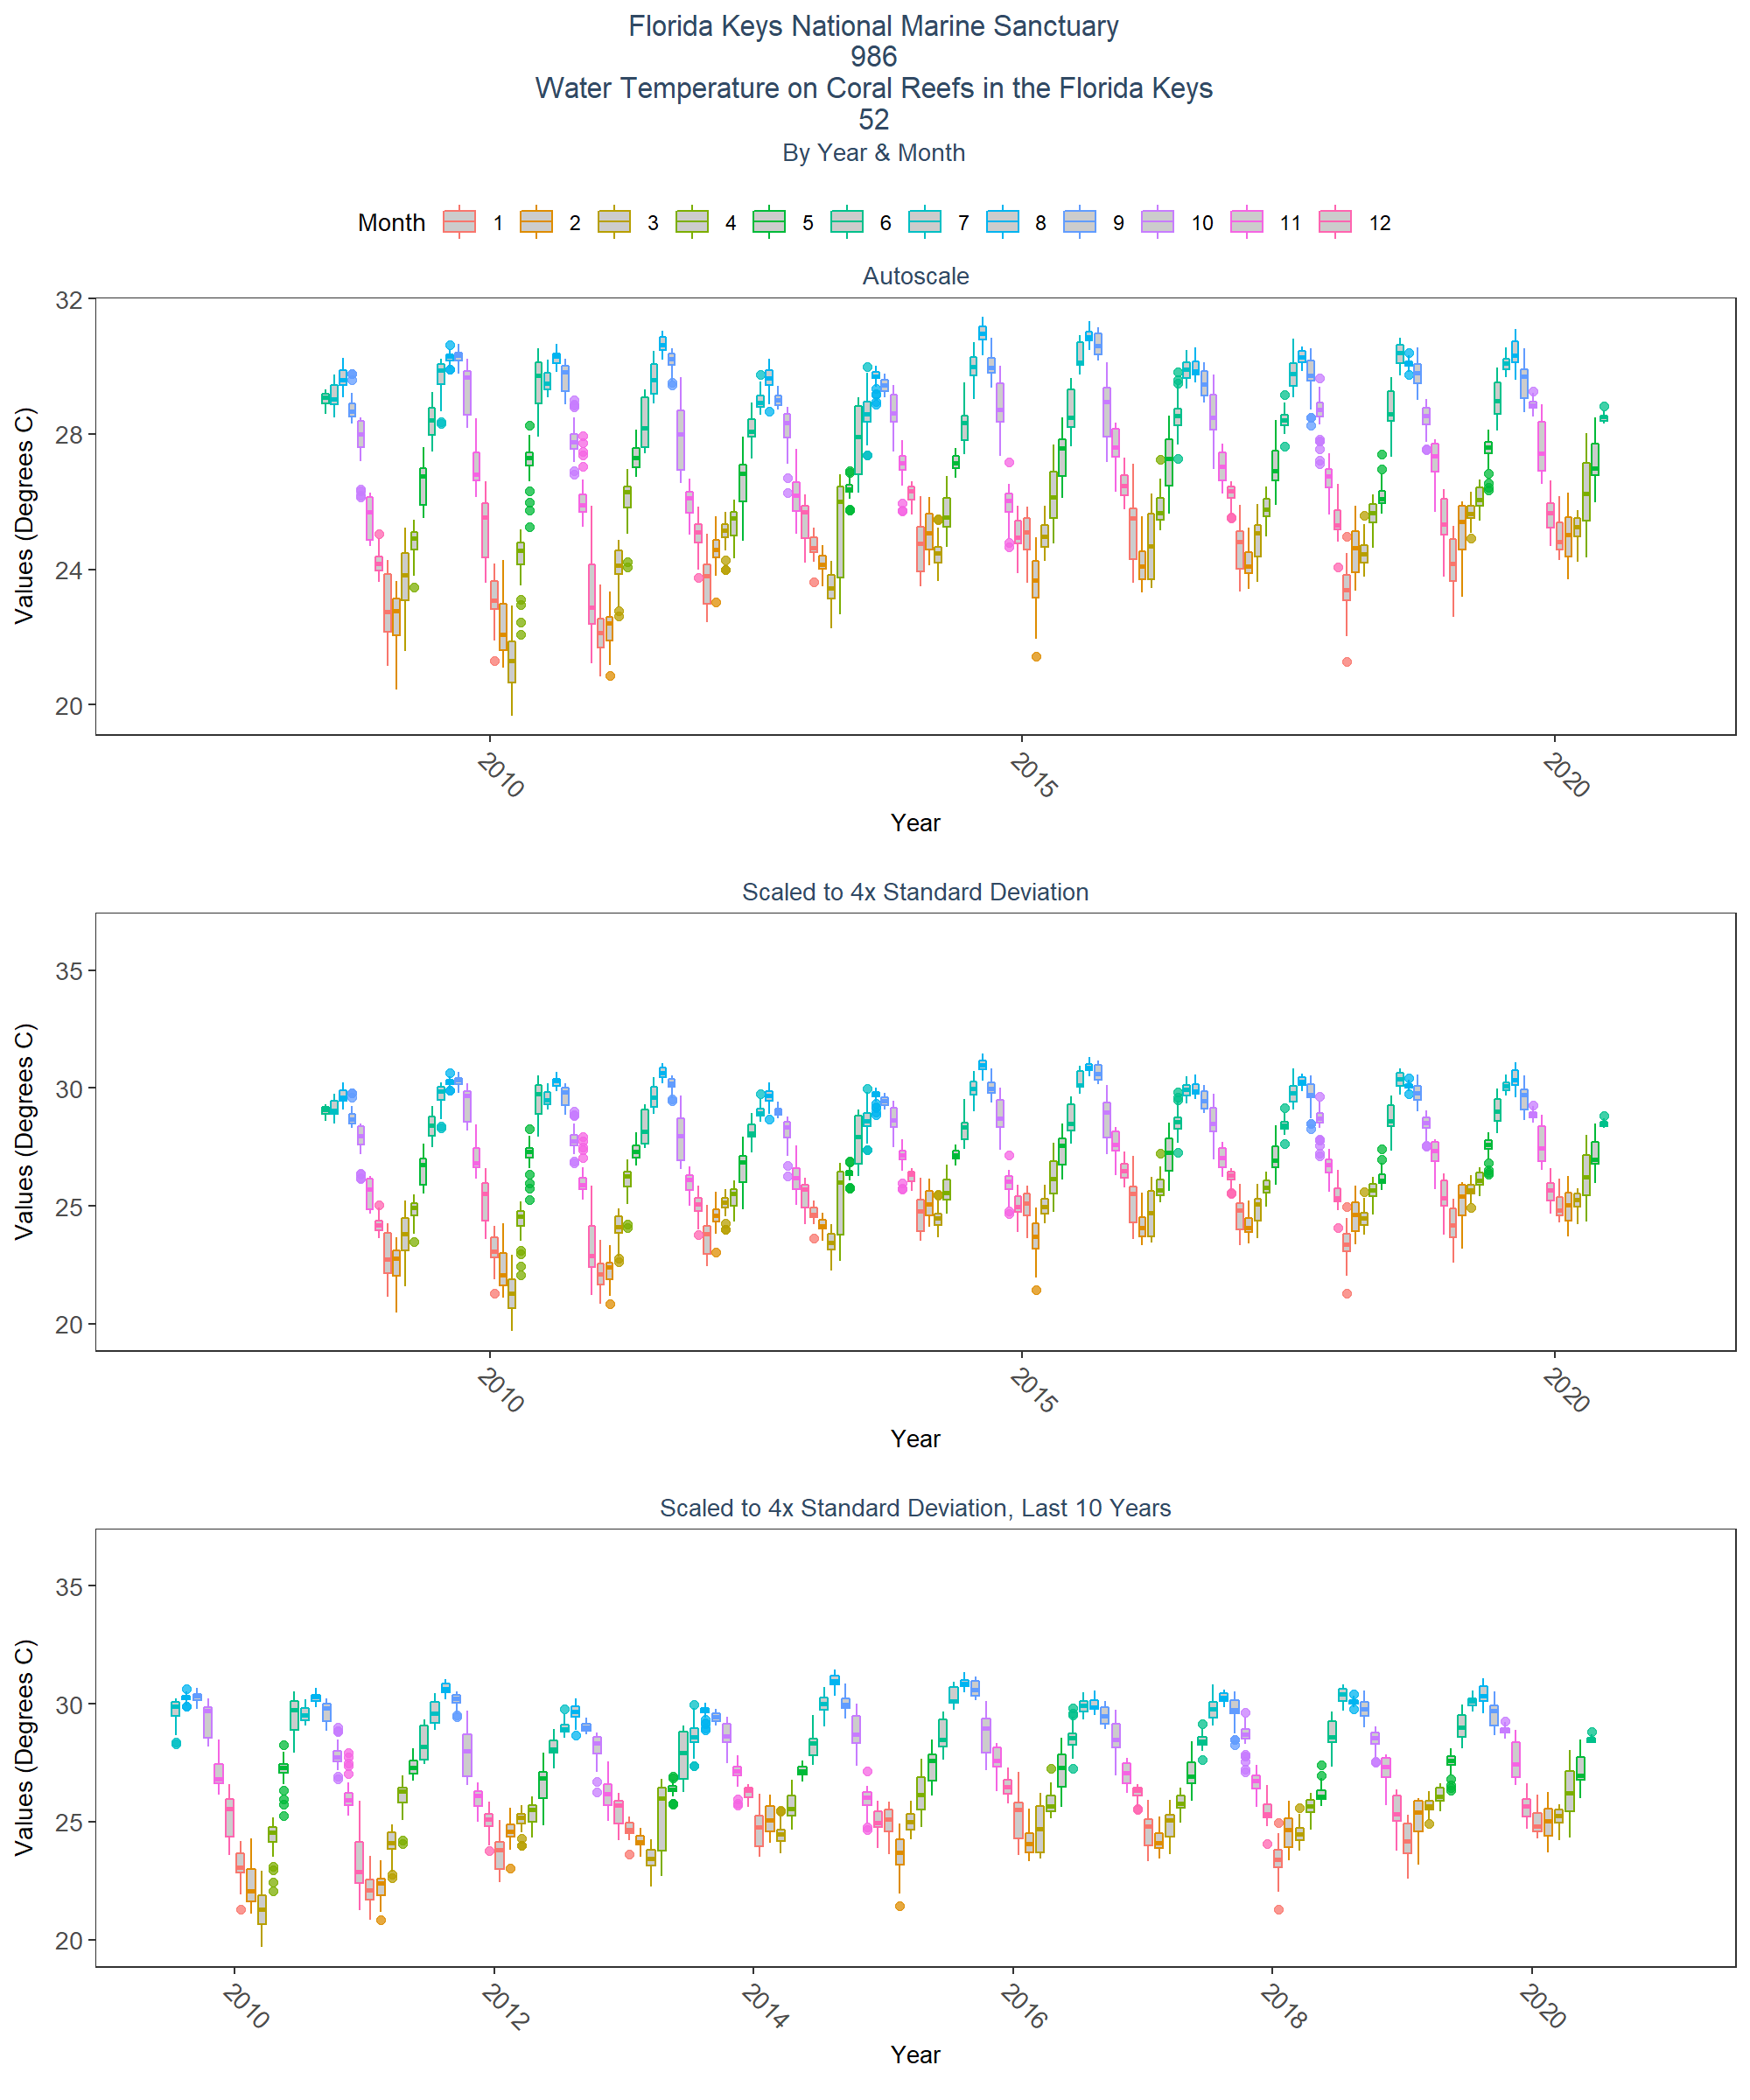 Florida Keys National Marine Sanctuary
986
Water Temperature on Coral Reefs in the Florida Keys
52
By Year & Month
Month 1 2 3 4 5 6 7 8 9 10 11 12
Autoscale
Values (Degrees C)
32
28
24
20
2010 2015 2020
Year
Scaled to 4x Standard Deviation
Values (Degrees C)
35
30
25
20
2010 2015 2020
Year
Scaled to 4x Standard Deviation, Last 10 Years
Values (Degrees C)
35
30
25
20
2010 2012 2014 2016 2018 2020
Year